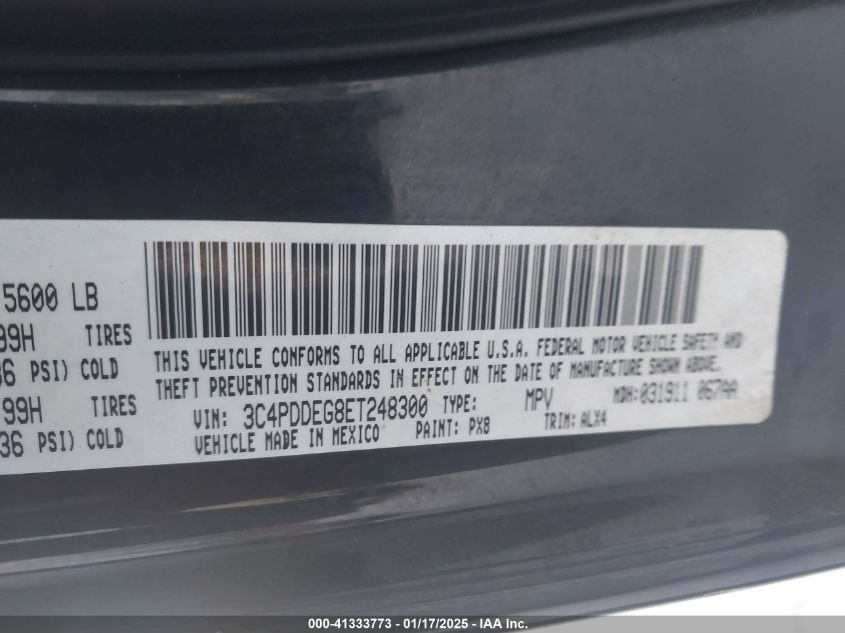 5600 LB
99H TIRES
36 PSI) COLD
99H TIRES
36 PSI) COLD
THIS VEHICLE CONFORMS TO ALL APPLICABLE U.S.A. FEDERAL MOTOR VEHICLE SAFETY AND
THEFT PREVENTION STANDARDS IN EFFECT ON THE DATE OF MANUFACTURE SHOWN ABOVE.
VIN: 3C4PDDEG8ET248300 TYPE: MPV MDH:031911 067AA
VEHICLE MADE IN MEXICO PAINT: PX8 TRIM: ALX4
000-41333773 - 01/17/2025 - IAA Inc.